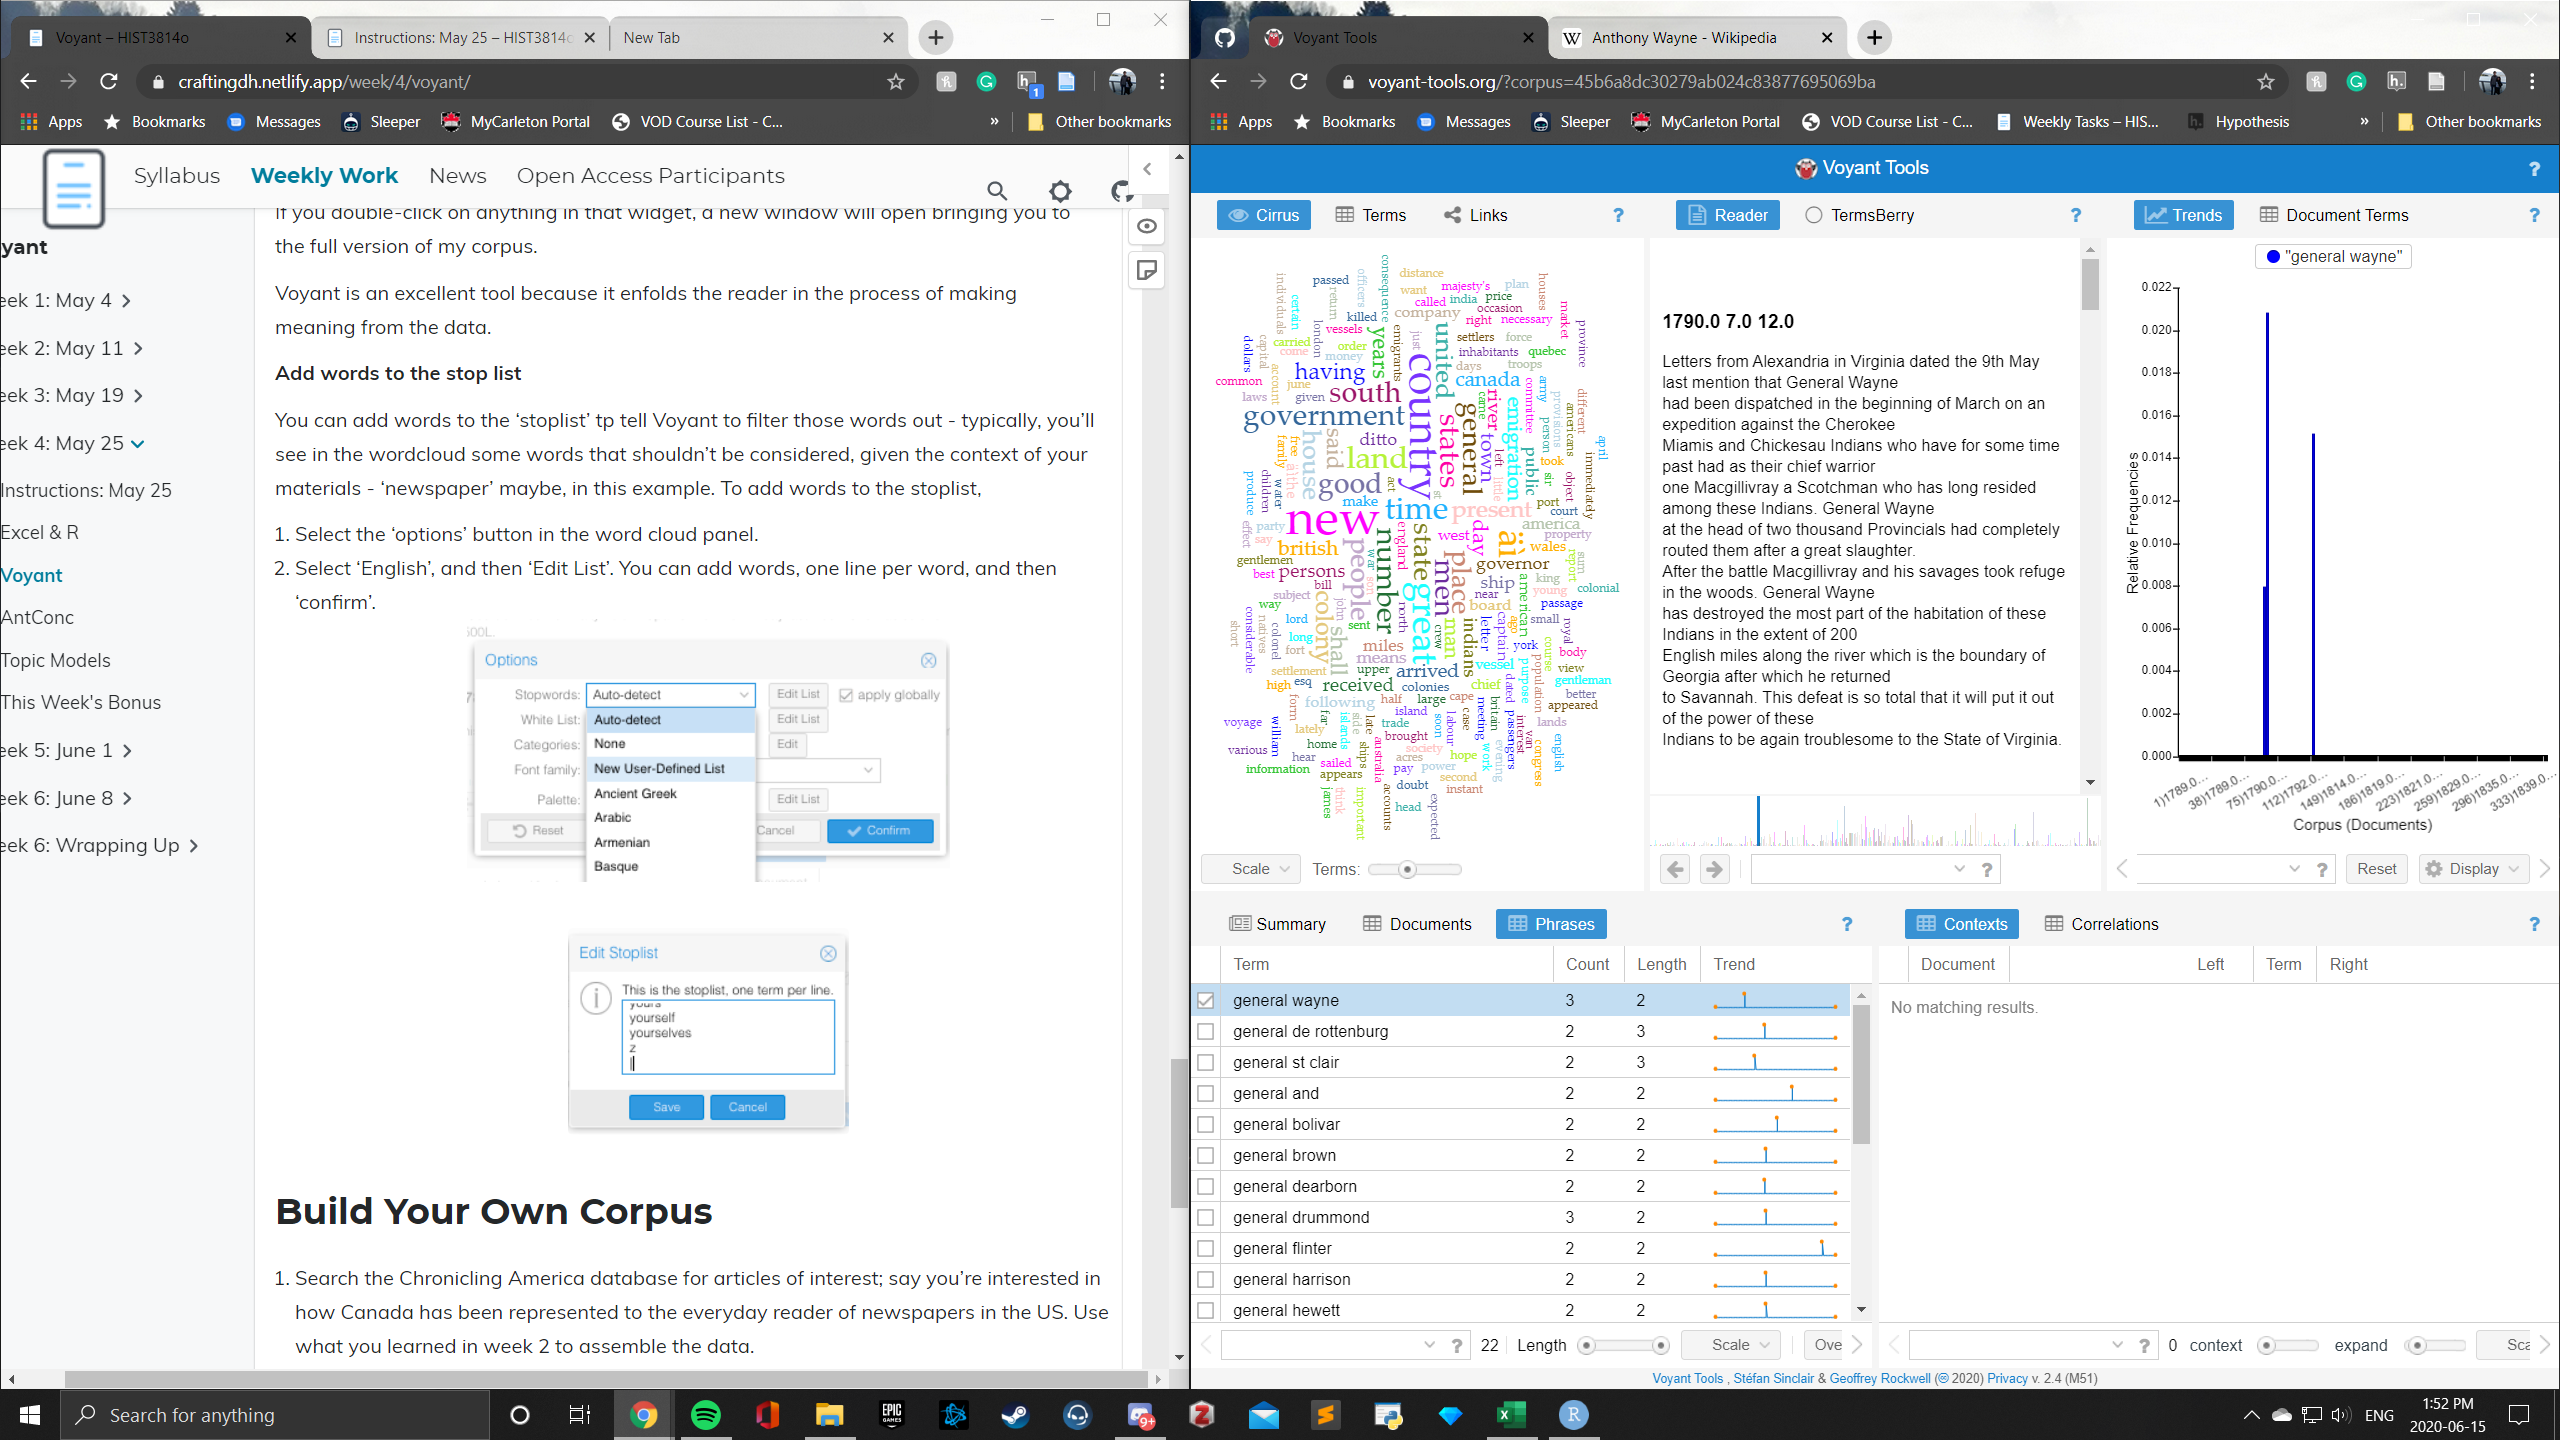 Voyant – HIST3814o
Instructions: May 25 – HIST3814o
New Tab
craftingdh.netlify.app/week/4/voyant/
Apps
Bookmarks
Messages
Sleeper
MyCarleton Portal
VOD Course List - C...
»
Other bookmarks
Syllabus
Weekly Work
News
Open Access Participants
yant
eek 1: May 4
eek 2: May 11
eek 3: May 19
eek 4: May 25
Instructions: May 25
Excel & R
Voyant
AntConc
Topic Models
This Week's Bonus
eek 5: June 1
eek 6: June 8
eek 6: Wrapping Up
If you double-click on anything in that widget, a new window will open bringing you to
the full version of my corpus.
Voyant is an excellent tool because it enfolds the reader in the process of making
meaning from the data.
Add words to the stop list
You can add words to the ‘stoplist’ tp tell Voyant to filter those words out - typically, you’ll
see in the wordcloud some words that shouldn’t be considered, given the context of your
materials - ‘newspaper’ maybe, in this example. To add words to the stoplist,
1. Select the ‘options’ button in the word cloud panel.
2. Select ‘English’, and then ‘Edit List’. You can add words, one line per word, and then
‘confirm’.
Options
Stopwords: Auto-detect Edit List apply globally
White List: Auto-detect Edit List
Categories: None Edit
Font family: New User-Defined List
Ancient Greek
Palette: Edit List
Arabic
Reset Cancel Confirm
Armenian
Basque
Edit Stoplist
This is the stoplist, one term per line.
yours
yourself
yourselves
z
Save Cancel
Build Your Own Corpus
1. Search the Chronicling America database for articles of interest; say you’re interested in
how Canada has been represented to the everyday reader of newspapers in the US. Use
what you learned in week 2 to assemble the data.
Voyant Tools
Anthony Wayne - Wikipedia
voyant-tools.org/?corpus=45b6a8dc30279ab024c83877695069ba
Apps
Bookmarks
Messages
Sleeper
MyCarleton Portal
VOD Course List - C...
Weekly Tasks – HIS...
Hypothesis
»
Other bookmarks
Voyant Tools
Cirrus Terms Links ?
new
country
government
great
time
good
number
land
people
general
south
united
states
state
men
place
present
years
having
canada
emigration
house
said
colony
shall
british
persons
day
town
river
public
governor
indians
man
arrived
received
american
america
ship
board
captain
vessel
letter
miles
means
following
ditto
company
west
wales
york
Scale Terms:
Reader TermsBerry ?
1790.0 7.0 12.0
Letters from Alexandria in Virginia dated the 9th May
last mention that General Wayne
had been dispatched in the beginning of March on an
expedition against the Cherokee
Miamis and Chickesau Indians who have for some time
past had as their chief warrior
one Macgillivray a Scotchman who has long resided
among these Indians. General Wayne
at the head of two thousand Provincials had completely
routed them after a great slaughter.
After the battle Macgillivray and his savages took refuge
in the woods. General Wayne
has destroyed the most part of the habitation of these
Indians in the extent of 200
English miles along the river which is the boundary of
Georgia after which he returned
to Savannah. This defeat is so total that it will put it out
of the power of these
Indians to be again troublesome to the State of Virginia.
?
Trends Document Terms ?
"general wayne"
Relative Frequencies
0.022
0.020
0.018
0.016
0.014
0.012
0.010
0.008
0.006
0.004
0.002
0.000
1)1789.0...
38)1789.0...
75)1790.0...
112)1792.0...
149)1814.0...
186)1819.0...
223)1821.0...
259)1829.0...
296)1835.0...
333)1839.0...
Corpus (Documents)
? Reset Display
Summary Documents Phrases ?
Term Count Length Trend
general wayne 3 2
general de rottenburg 2 3
general st clair 2 3
general and 2 2
general bolivar 2 2
general brown 2 2
general dearborn 2 2
general drummond 3 2
general flinter 2 2
general harrison 2 2
general hewett 2 2
? 22 Length Scale Ove
Contexts Correlations ?
Document Left Term Right
No matching results.
? 0 context expand Sca
Voyant Tools , Stéfan Sinclair & Geoffrey Rockwell (© 2020) Privacy v. 2.4 (M51)
Search for anything
EPIC GAMES
9+
ENG
1:52 PM
2020-06-15